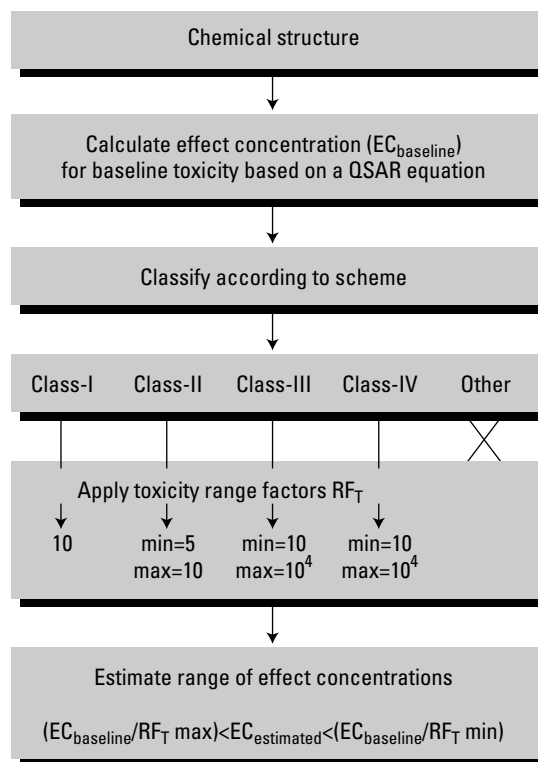 Chemical structure
Calculate effect concentration (EC_baseline)
for baseline toxicity based on a QSAR equation
Classify according to scheme
Class-I Class-II Class-III Class-IV Other
Apply toxicity range factors RF_T
10 min=5 min=10 min=10
max=10 max=10^4 max=10^4
Estimate range of effect concentrations
(EC_baseline/RF_T max)<EC_estimated<(EC_baseline/RF_T min)